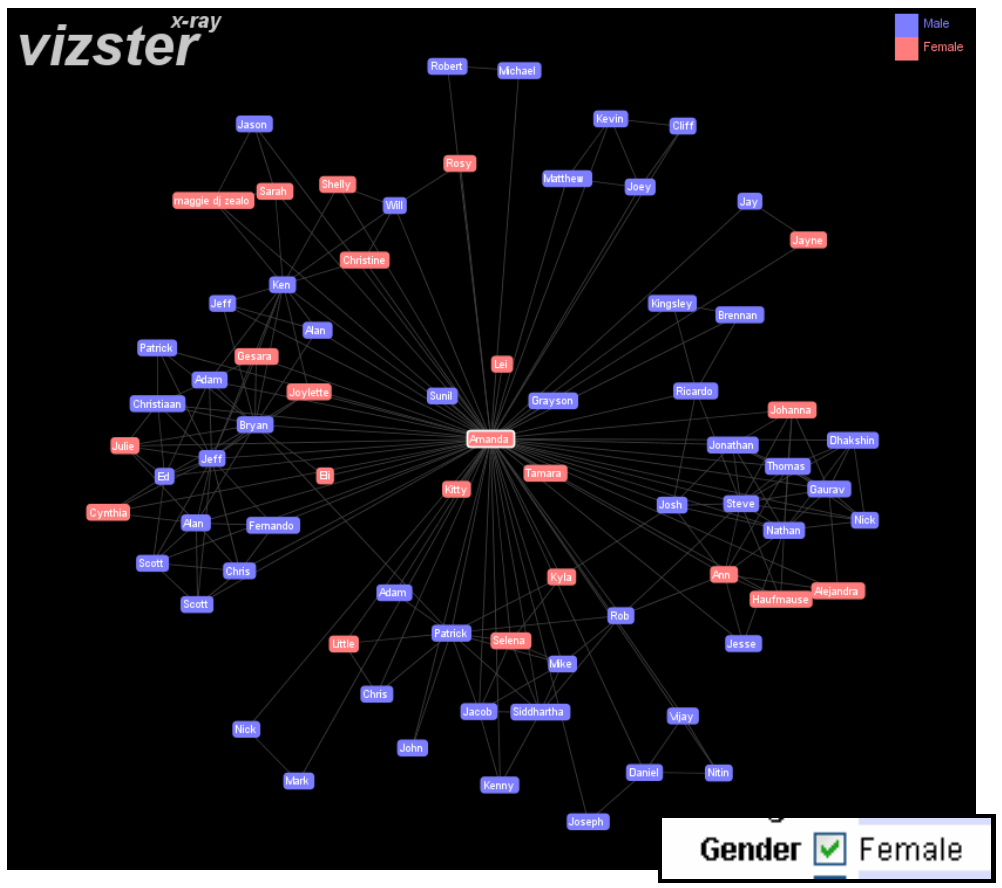 x-ray
vizster
Male
Female
Robert
Michael
Kevin
Cliff
Jason
Rosy
Matthew
Joey
Shelly
Sarah
maggie dj zealo
Will
Jay
Jayne
Christine
Ken
Jeff
Kingsley
Brennan
Alan
Patrick
Gesara
Lei
Adam
Joylette
Sunil
Grayson
Ricardo
Christiaan
Johanna
Bryan
Amanda
Julie
Jonathan
Dhakshin
Jeff
Thomas
Ed
Eli
Tamara
Kitty
Gaurav
Josh
Steve
Cynthia
Nick
Alan
Fernando
Nathan
Scott
Chris
Kyla
Ann
Adam
Alejandra
Haufmause
Scott
Rob
Patrick
Little
Selena
Jesse
Mike
Chris
Jacob
Siddhartha
Vijay
Nick
John
Daniel
Nitin
Mark
Kenny
Joseph
Gender Female